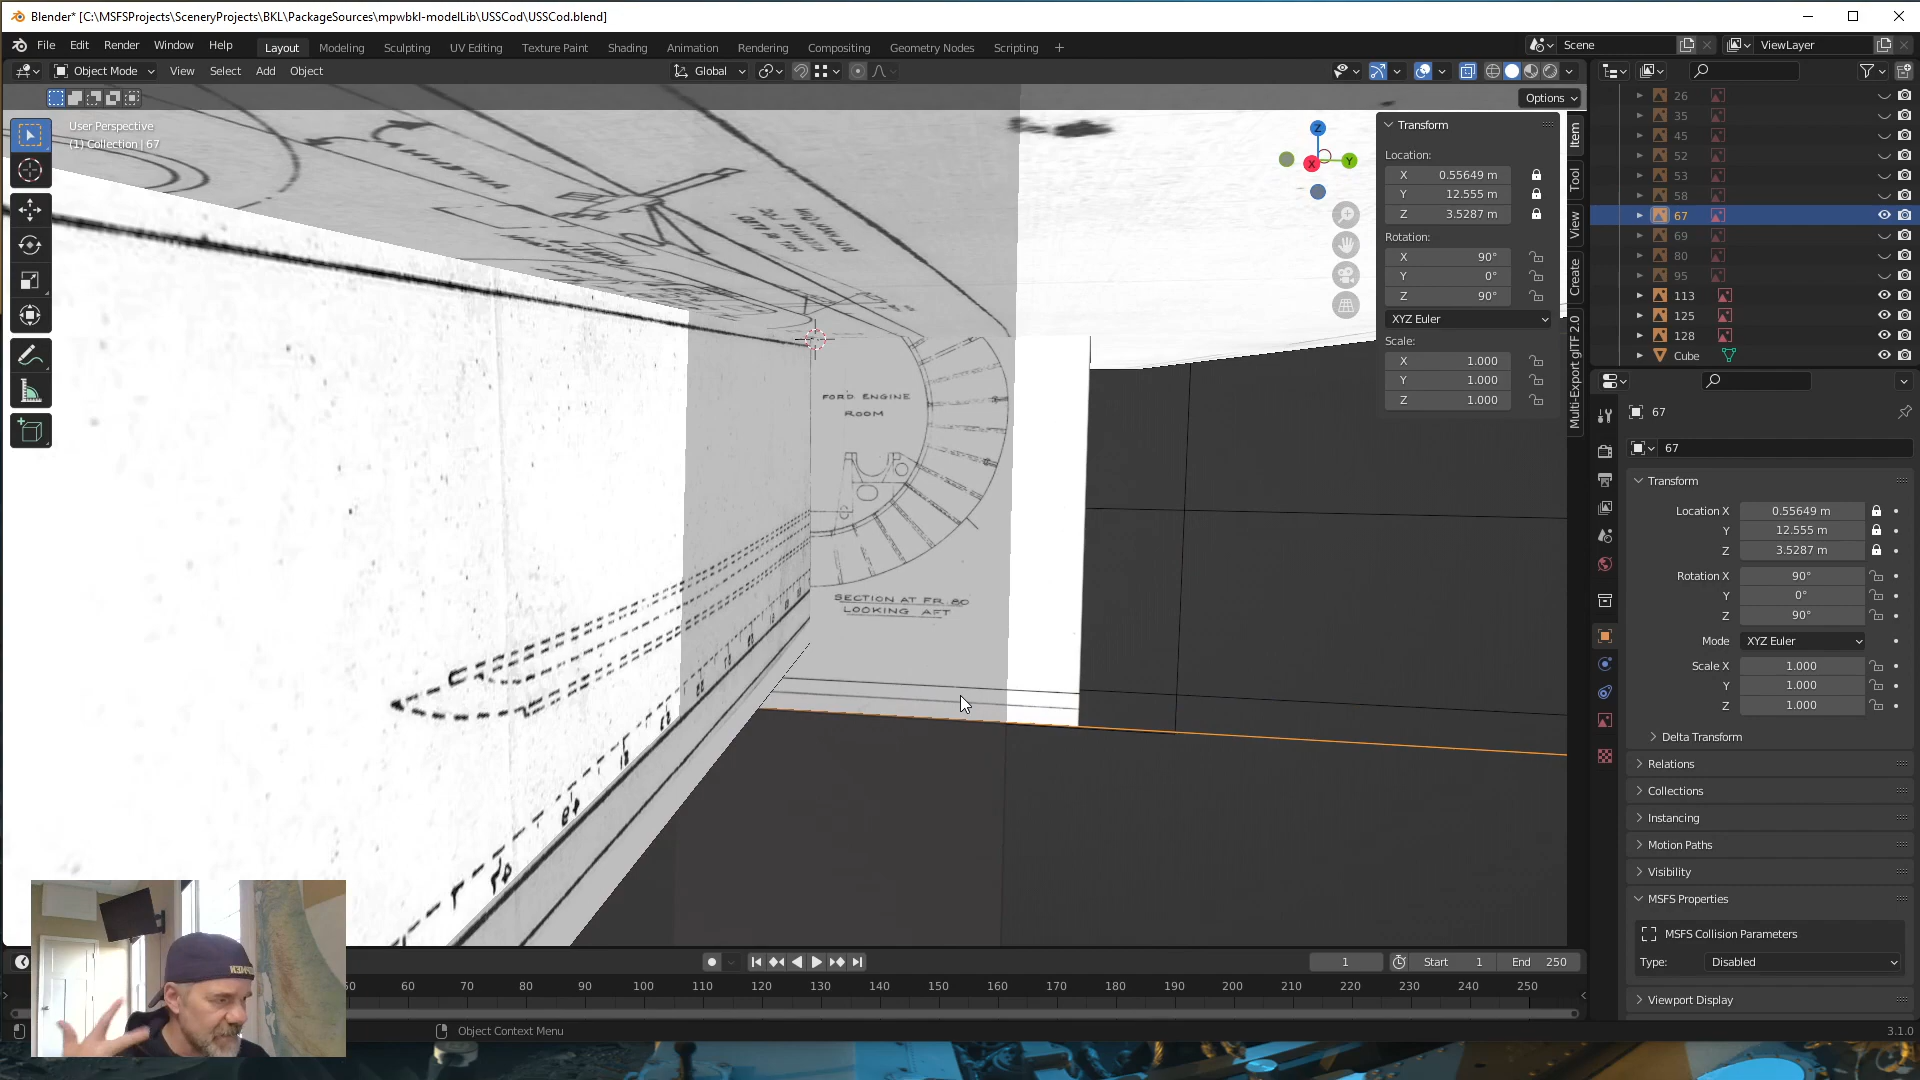 Blender* [C:\MSFSProjects\SceneryProjects\BKL\PackageSources\mpwbkl-modelLib\USSCod\USSCod.blend]
File Edit Render Window Help Layout Modeling Sculpting UV Editing Texture Paint Shading Animation Rendering Compositing Geometry Nodes Scripting + Scene ViewLayer
Object Mode View Select Add Object Global
Options
User Perspective
(1) Collection | 67
Transform
Location:
X 0.55649 m
Y 12.555 m
Z 3.5287 m
Rotation:
X 90°
Y 0°
Z 90°
XYZ Euler
Scale:
X 1.000
Y 1.000
Z 1.000
Item
Tool
View
Create
Multi-Export glTF 2.0
Z
X
Y
FORD ENGINE
ROOM
SECTION AT FR. 80
LOOKING AFT
26
35
45
52
53
58
67
69
80
95
113
125
128
Cube
67
67
Transform
Location X 0.55649 m
Y 12.555 m
Z 3.5287 m
Rotation X 90°
Y 0°
Z 90°
Mode XYZ Euler
Scale X 1.000
Y 1.000
Z 1.000
Delta Transform
Relations
Collections
Instancing
Motion Paths
Visibility
MSFS Properties
MSFS Collision Parameters
Type: Disabled
Viewport Display
1 Start 1 End 250
50 60 70 80 90 100 110 120 130 140 150 160 170 180 190 200 210 220 230 240 250
Object Context Menu
3.1.0